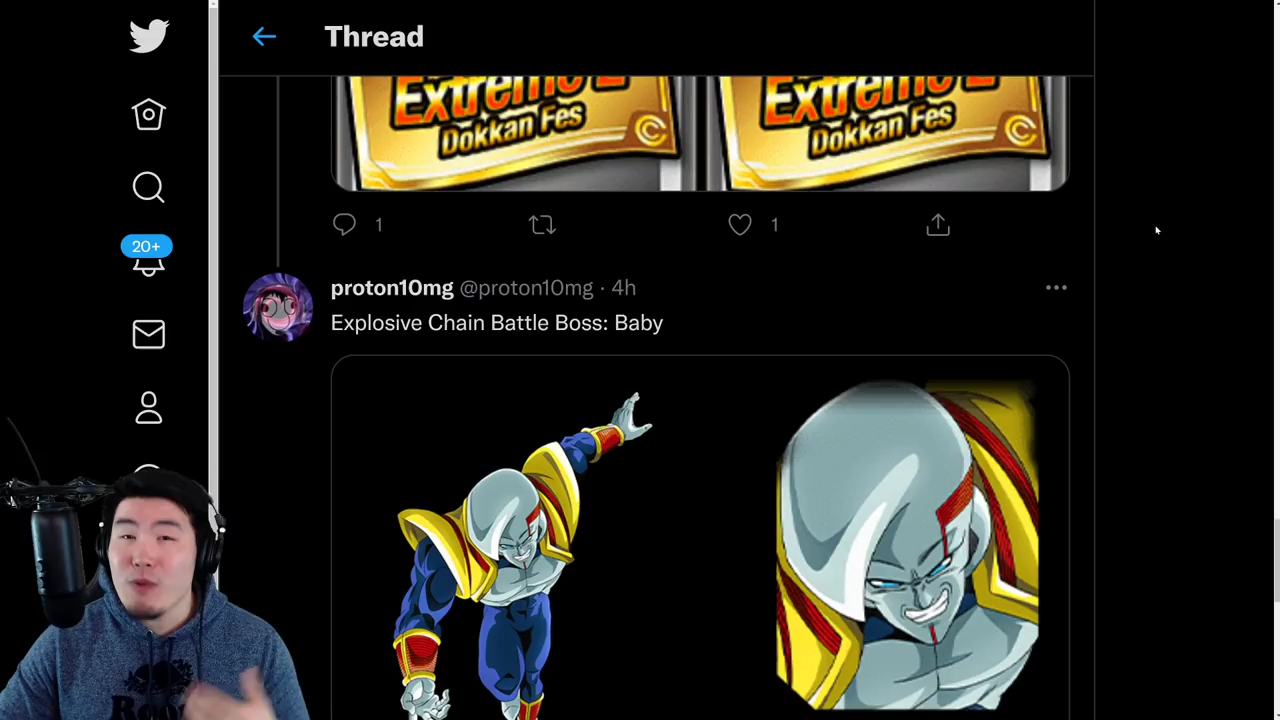 Thread
Extreme Z
Dokkan Fes
Extreme Z
Dokkan Fes
1
1
20+
proton10mg @proton10mg · 4h
Explosive Chain Battle Boss: Baby